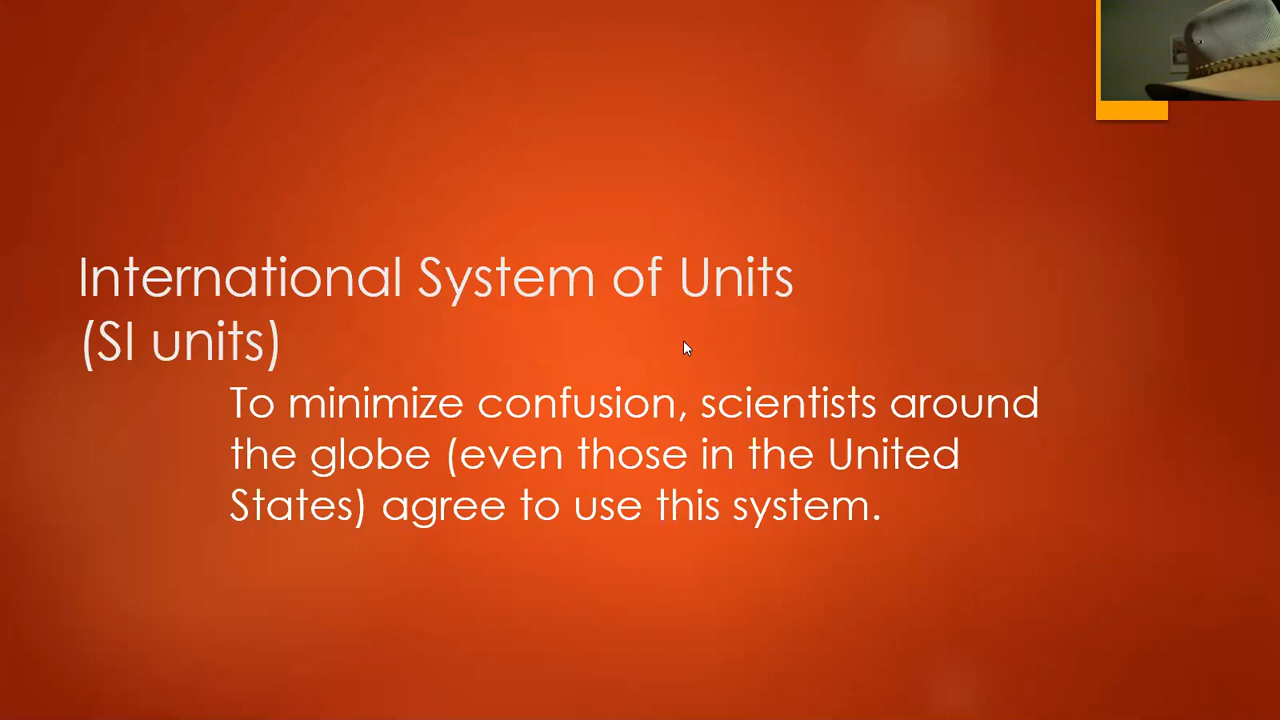 International System of Units
(SI units)
To minimize confusion, scientists around
the globe (even those in the United
States) agree to use this system.